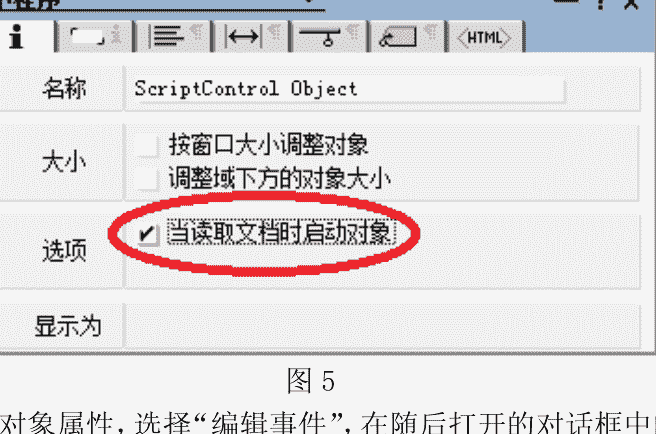 <HTML>
名称 ScriptControl Object
大小
按窗口大小调整对象
调整域下方的对象大小
选项
当读取文档时启动对象
显示为
图 5
对象属性，选择“编辑事件”，在随后打开的对话框中